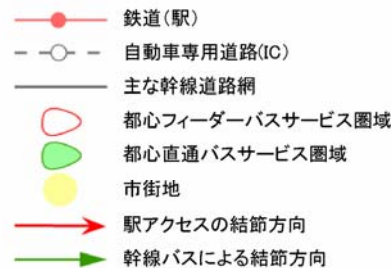 鉄道(駅)
自動車専用道路(IC)
主な幹線道路網
都心フィーダーバスサービス圏域
都心直通バスサービス圏域
市街地
駅アクセスの結節方向
幹線バスによる結節方向